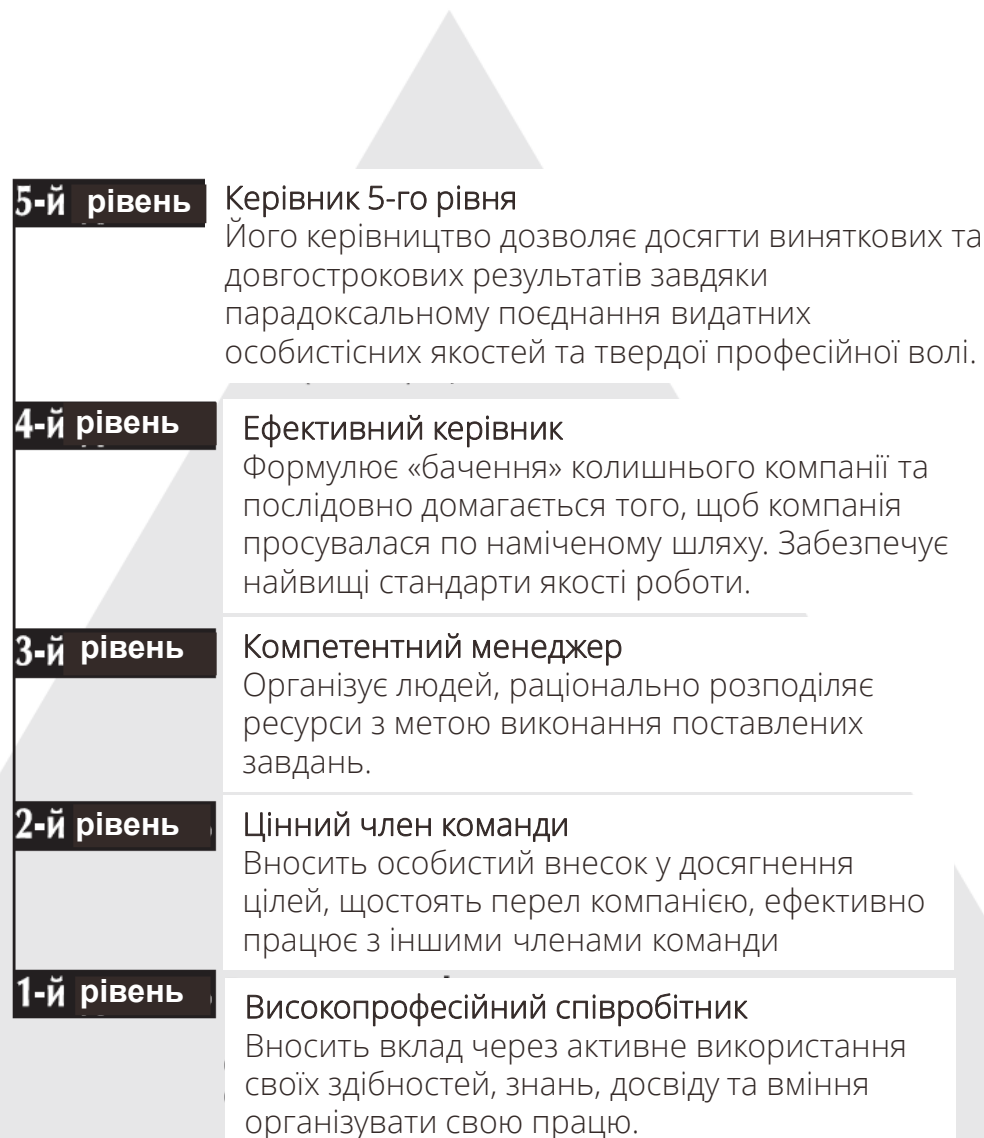 5-й рівень
Керівник 5-го рівня
Його керівництво дозволяє досягти виняткових та
довгострокових результатів завдяки
парадоксальному поєднання видатних
особистісних якостей та твердої професійної волі.
4-й рівень
Ефективний керівник
Формулює «бачення» колишнього компанії та
послідовно домагається того, щоб компанія
просувалася по наміченому шляху. Забезпечує
найвищі стандарти якості роботи.
3-й рівень
Компетентний менеджер
Організує людей, раціонально розподіляє
ресурси з метою виконання поставлених
завдань.
2-й рівень
Цінний член команди
Вносить особистий внесок у досягнення
цілей, щостоять перел компанією, ефективно
працює з іншими членами команди
1-й рівень
Високопрофесійний співробітник
Вносить вклад через активне використання
своїх здібностей, знань, досвіду та вміння
організувати свою працю.